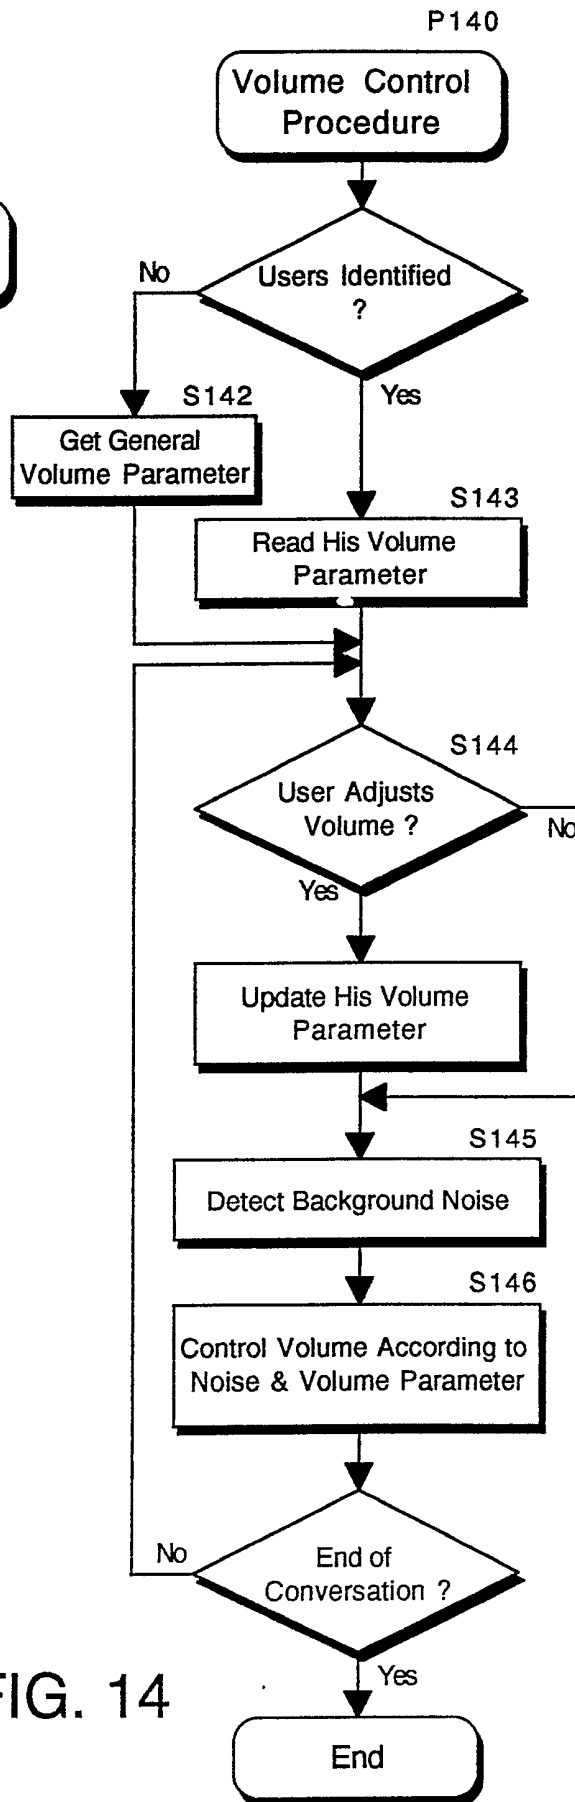 P140
Volume Control
Procedure
Users Identified
?
No
Yes
S142
Get General
Volume Parameter
S143
Read His Volume
Parameter
S144
User Adjusts
Volume ?
No
Yes
Update His Volume
Parameter
S145
Detect Background Noise
S146
Control Volume According to
Noise & Volume Parameter
End of
Conversation ?
No
Yes
FIG. 14
End